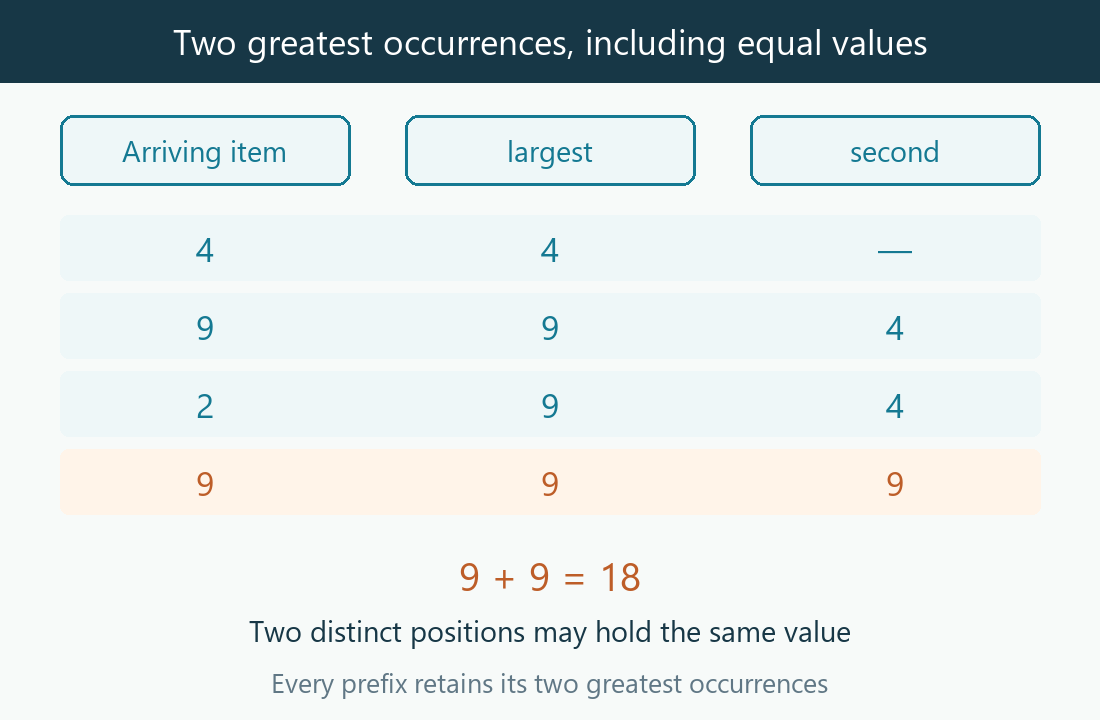 Two greatest occurrences, including equal values
Arriving item largest second
4 4 —
9 9 4
2 9 4
9 9 9
9 + 9 = 18
Two distinct positions may hold the same value
Every prefix retains its two greatest occurrences